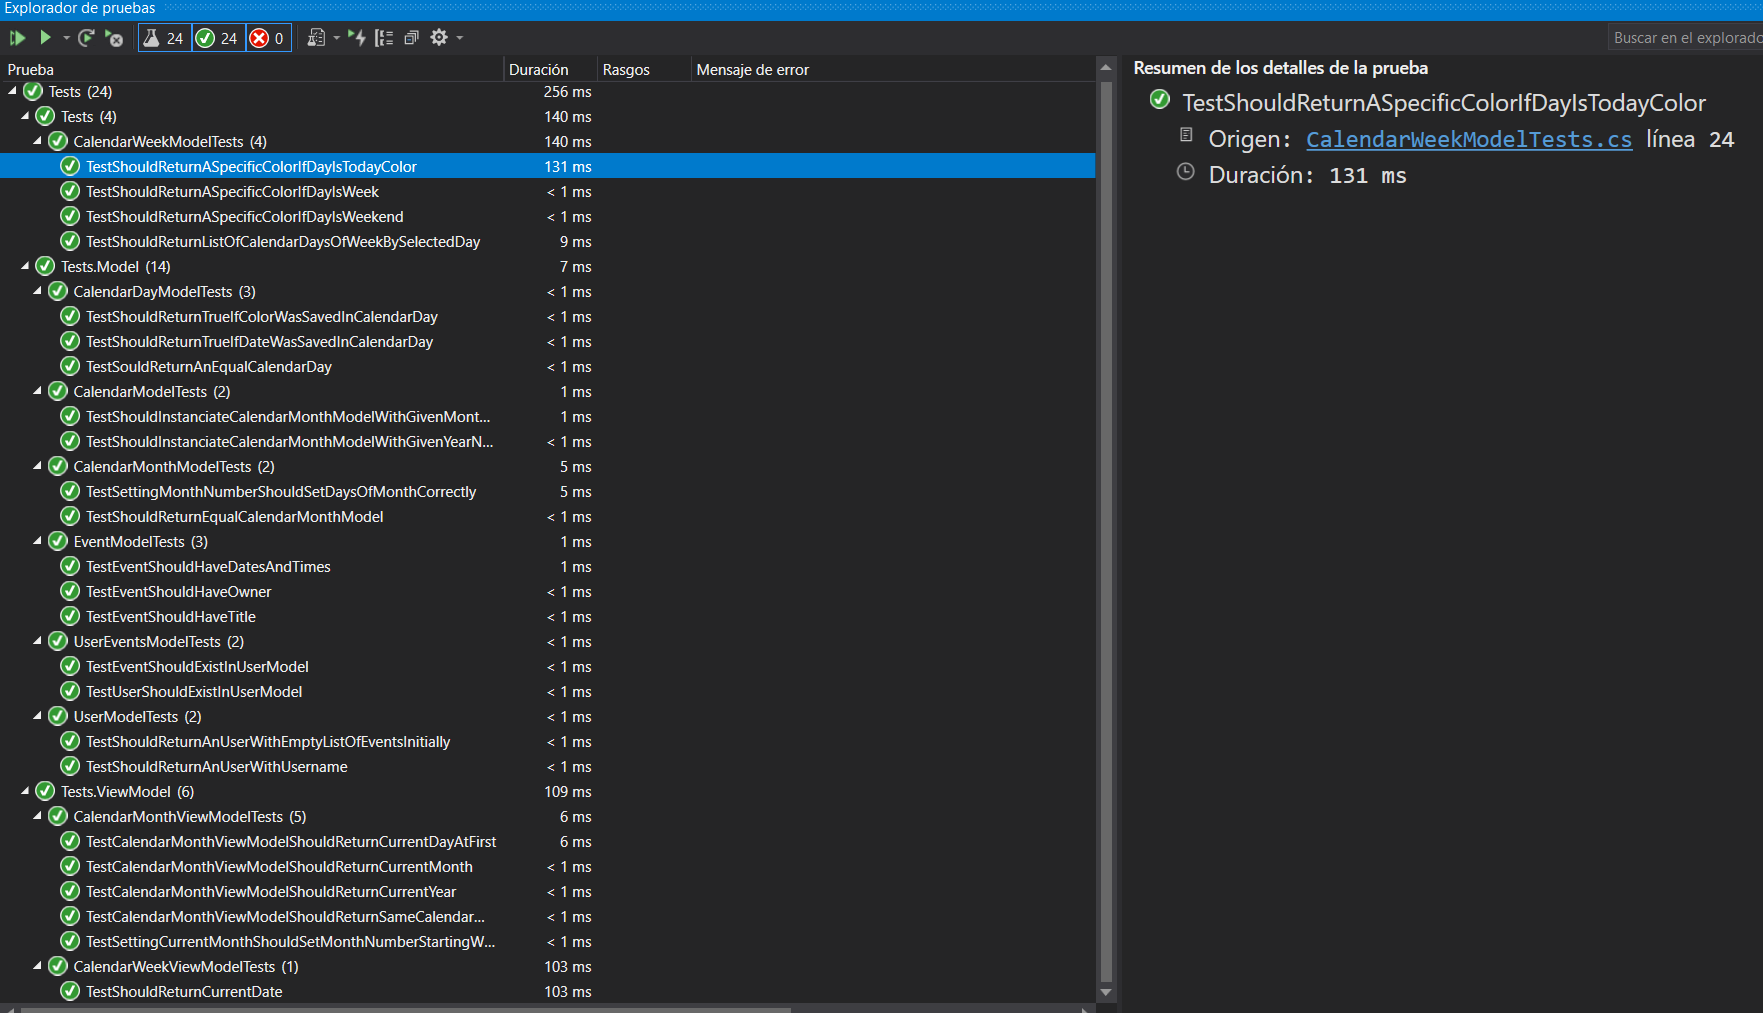 Explorador de pruebas
24 24 0
Buscar en el explorado
Prueba Duración Rasgos Mensaje de error
Tests (24) 256 ms
Tests (4) 140 ms
CalendarWeekModelTests (4) 140 ms
TestShouldReturnASpecificColorIfDayIsTodayColor 131 ms
TestShouldReturnASpecificColorIfDayIsWeek < 1 ms
TestShouldReturnASpecificColorIfDayIsWeekend < 1 ms
TestShouldReturnListOfCalendarDaysOfWeekBySelectedDay 9 ms
Tests.Model (14) 7 ms
CalendarDayModelTests (3) < 1 ms
TestShouldReturnTrueIfColorWasSavedInCalendarDay < 1 ms
TestShouldReturnTrueIfDateWasSavedInCalendarDay < 1 ms
TestSouldReturnAnEqualCalendarDay < 1 ms
CalendarModelTests (2) 1 ms
TestShouldInstanciateCalendarMonthModelWithGivenMont... 1 ms
TestShouldInstanciateCalendarMonthModelWithGivenYearN... < 1 ms
CalendarMonthModelTests (2) 5 ms
TestSettingMonthNumberShouldSetDaysOfMonthCorrectly 5 ms
TestShouldReturnEqualCalendarMonthModel < 1 ms
EventModelTests (3) 1 ms
TestEventShouldHaveDatesAndTimes 1 ms
TestEventShouldHaveOwner < 1 ms
TestEventShouldHaveTitle < 1 ms
UserEventsModelTests (2) < 1 ms
TestEventShouldExistInUserModel < 1 ms
TestUserShouldExistInUserModel < 1 ms
UserModelTests (2) < 1 ms
TestShouldReturnAnUserWithEmptyListOfEventsInitially < 1 ms
TestShouldReturnAnUserWithUsername < 1 ms
Tests.ViewModel (6) 109 ms
CalendarMonthViewModelTests (5) 6 ms
TestCalendarMonthViewModelShouldReturnCurrentDayAtFirst 6 ms
TestCalendarMonthViewModelShouldReturnCurrentMonth < 1 ms
TestCalendarMonthViewModelShouldReturnCurrentYear < 1 ms
TestCalendarMonthViewModelShouldReturnSameCalendar... < 1 ms
TestSettingCurrentMonthShouldSetMonthNumberStartingW... < 1 ms
CalendarWeekViewModelTests (1) 103 ms
TestShouldReturnCurrentDate 103 ms
Resumen de los detalles de la prueba
TestShouldReturnASpecificColorIfDayIsTodayColor
Origen: CalendarWeekModelTests.cs línea 24
Duración: 131 ms